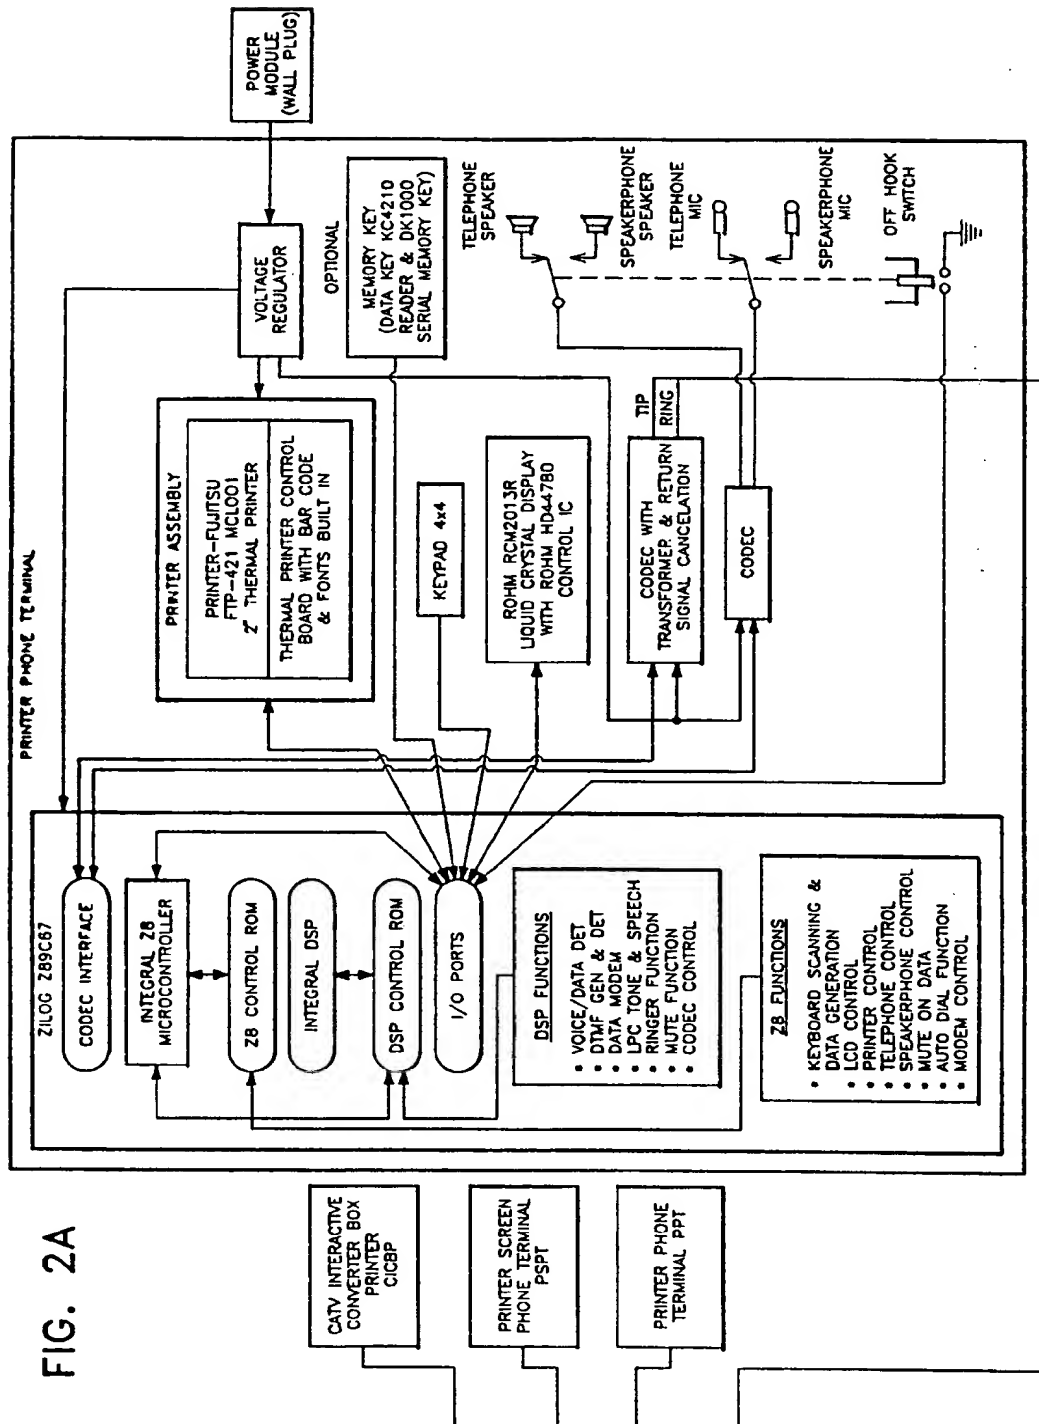 FIG. 2A
PRINTER PHONE TERMINAL
POWER
MODULE
(WALL PLUG)
VOLTAGE
REGULATOR
PRINTER ASSEMBLY
PRINTER-FUJITSU
FTP-421 MCL001
2" THERMAL PRINTER
THERMAL PRINTER CONTROL
BOARD WITH BAR CODE
& FONTS BUILT IN
OPTIONAL
MEMORY KEY
(DATA KEY KC4210
READER & DK1000
SERIAL MEMORY KEY)
KEYPAD 4x4
ROHM RCM2013R
LIQUID CRYSTAL DISPLAY
WITH ROHM HD44780
CONTROL IC
TELEPHONE
SPEAKER
SPEAKERPHONE
SPEAKER
TELEPHONE
MIC
SPEAKERPHONE
MIC
OFF HOOK
SWITCH
TIP
RING
CODEC WITH
TRANSFORMER & RETURN
SIGNAL CANCELATION
CODEC
ZILOG Z89C67
CODEC INTERFACE
INTEGRAL Z8
MICROCONTROLLER
Z8 CONTROL ROM
INTEGRAL DSP
DSP CONTROL ROM
I/O PORTS
DSP FUNCTIONS
• VOICE/DATA DET
• DTMF GEN & DET
• DATA MODEM
• LPC TONE & SPEECH
• RINGER FUNCTION
• MUTE FUNCTION
• CODEC CONTROL
Z8 FUNCTIONS
• KEYBOARD SCANNING &
DATA GENERATION
• LCD CONTROL
• PRINTER CONTROL
• TELEPHONE CONTROL
• SPEAKERPHONE CONTROL
• MUTE ON DATA
• AUTO DIAL FUNCTION
• MODEM CONTROL
CATV INTERACTIVE
CONVERTER BOX
PRINTER
CICBP
PRINTER SCREEN
PHONE TERMINAL
PSPT
PRINTER PHONE
TERMINAL PPT